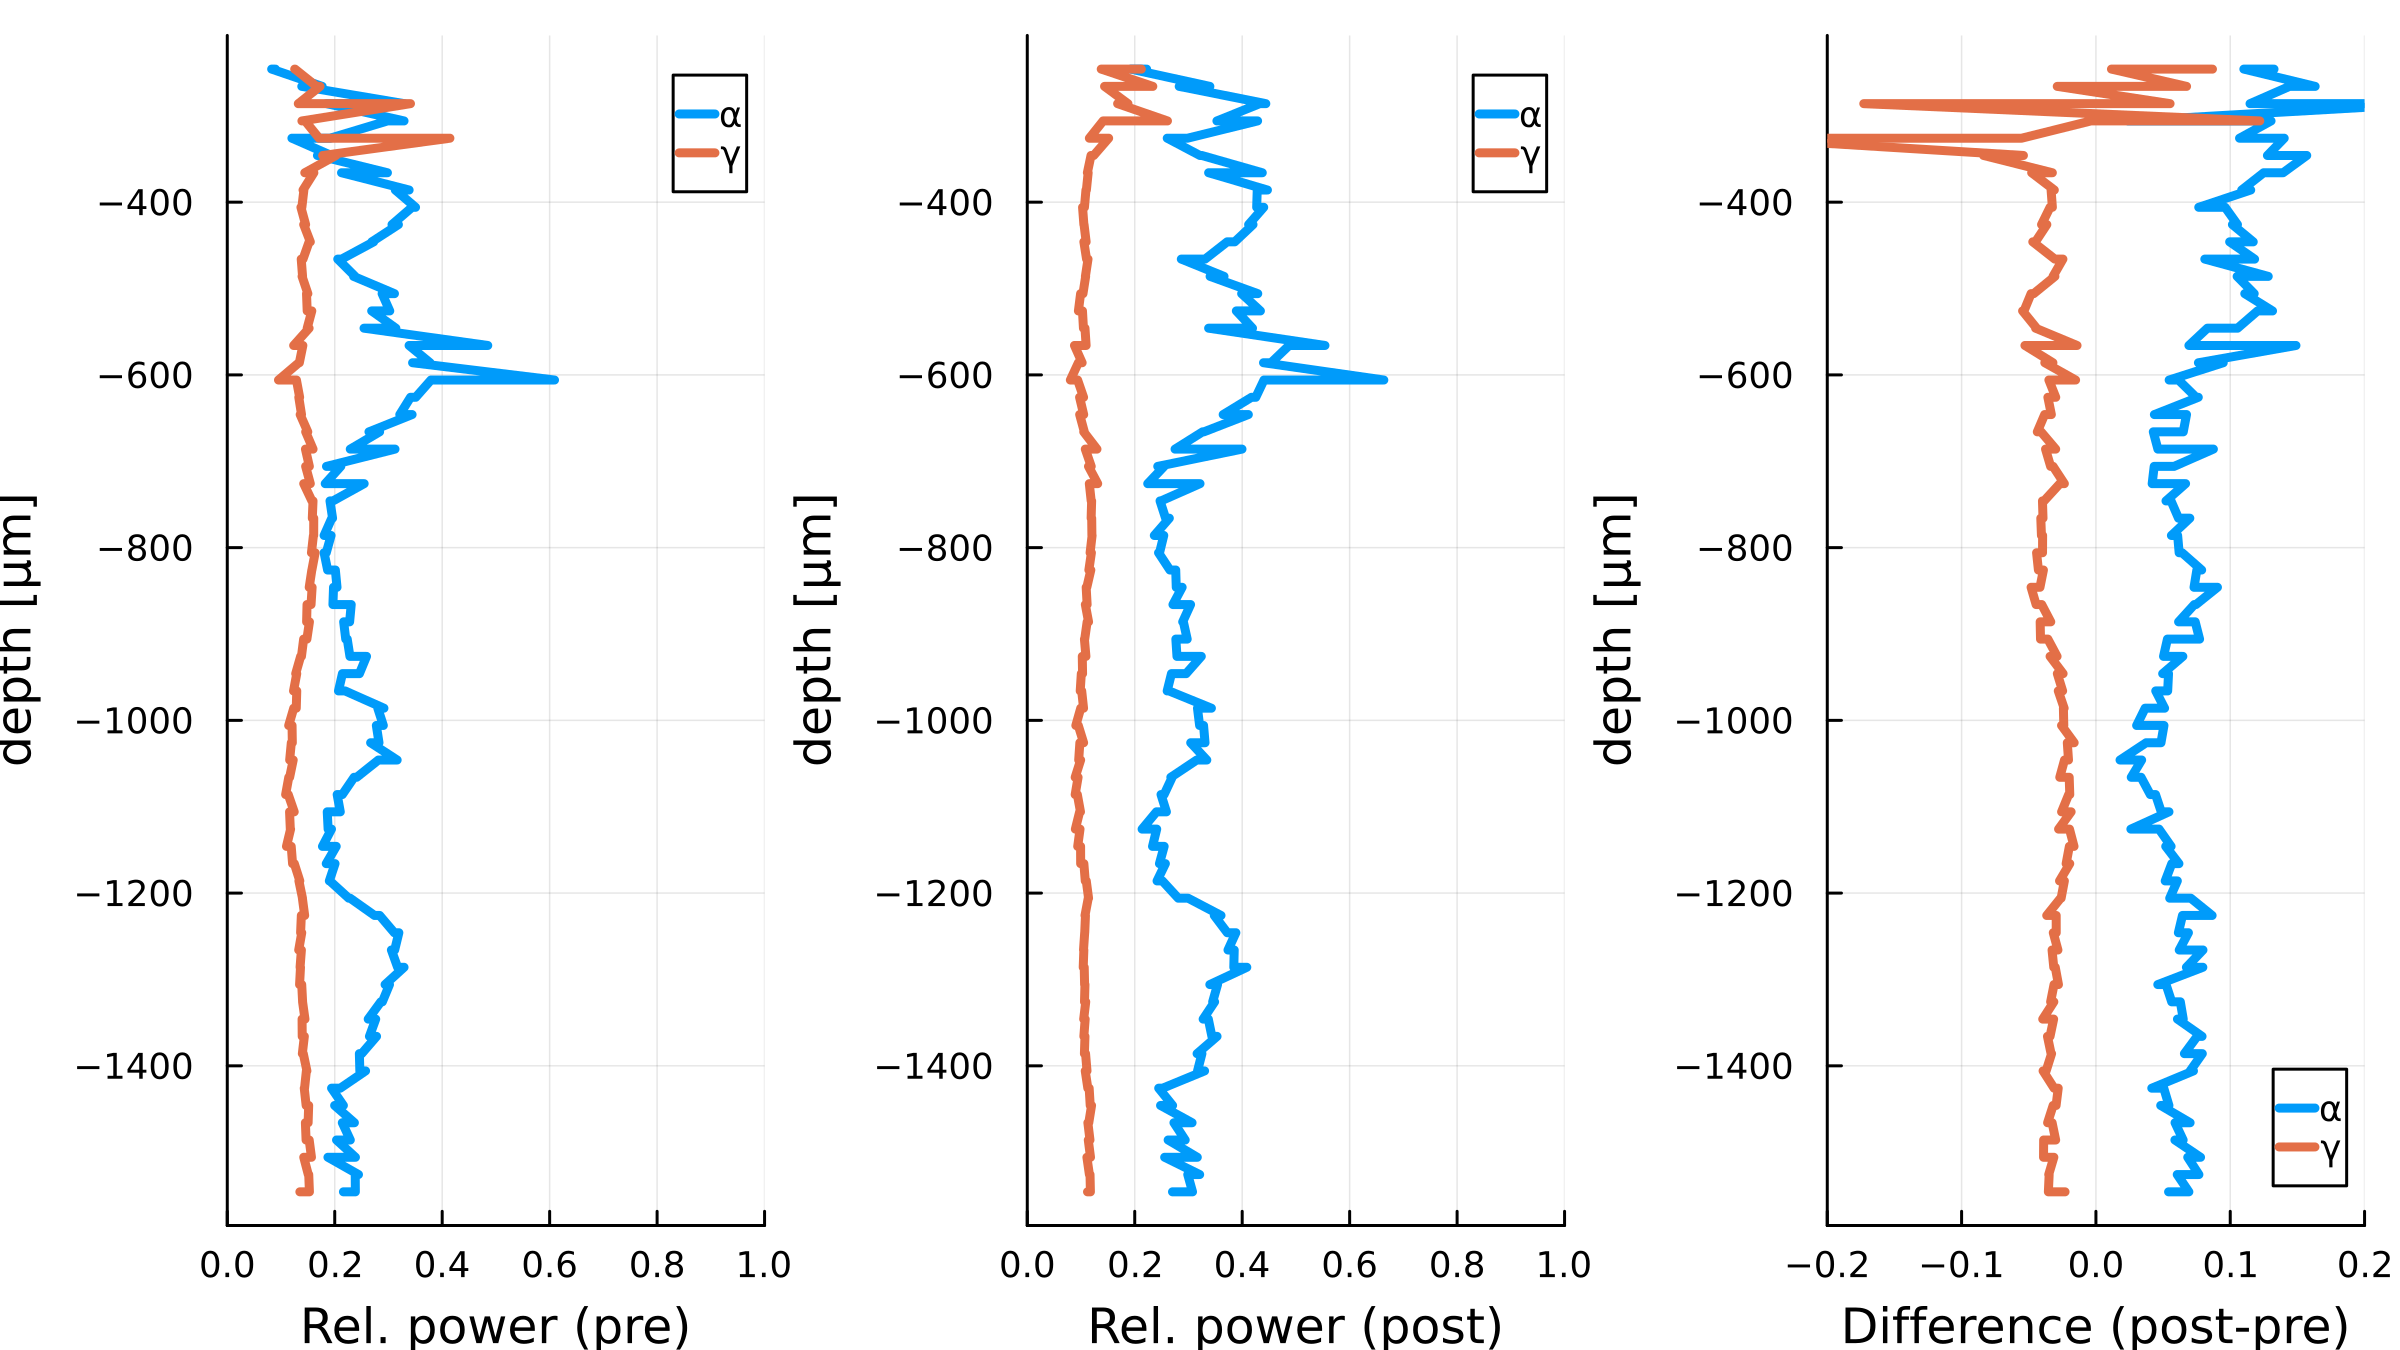 α
γ
−400
−600
−800
−1000
−1200
−1400
depth [μm]
0.0 0.2 0.4 0.6 0.8 1.0
Rel. power (pre)
α
γ
−400
−600
−800
−1000
−1200
−1400
depth [μm]
0.0 0.2 0.4 0.6 0.8 1.0
Rel. power (post)
−400
−600
−800
−1000
−1200
−1400
depth [μm]
α
γ
−0.2 −0.1 0.0 0.1 0.2
Difference (post-pre)